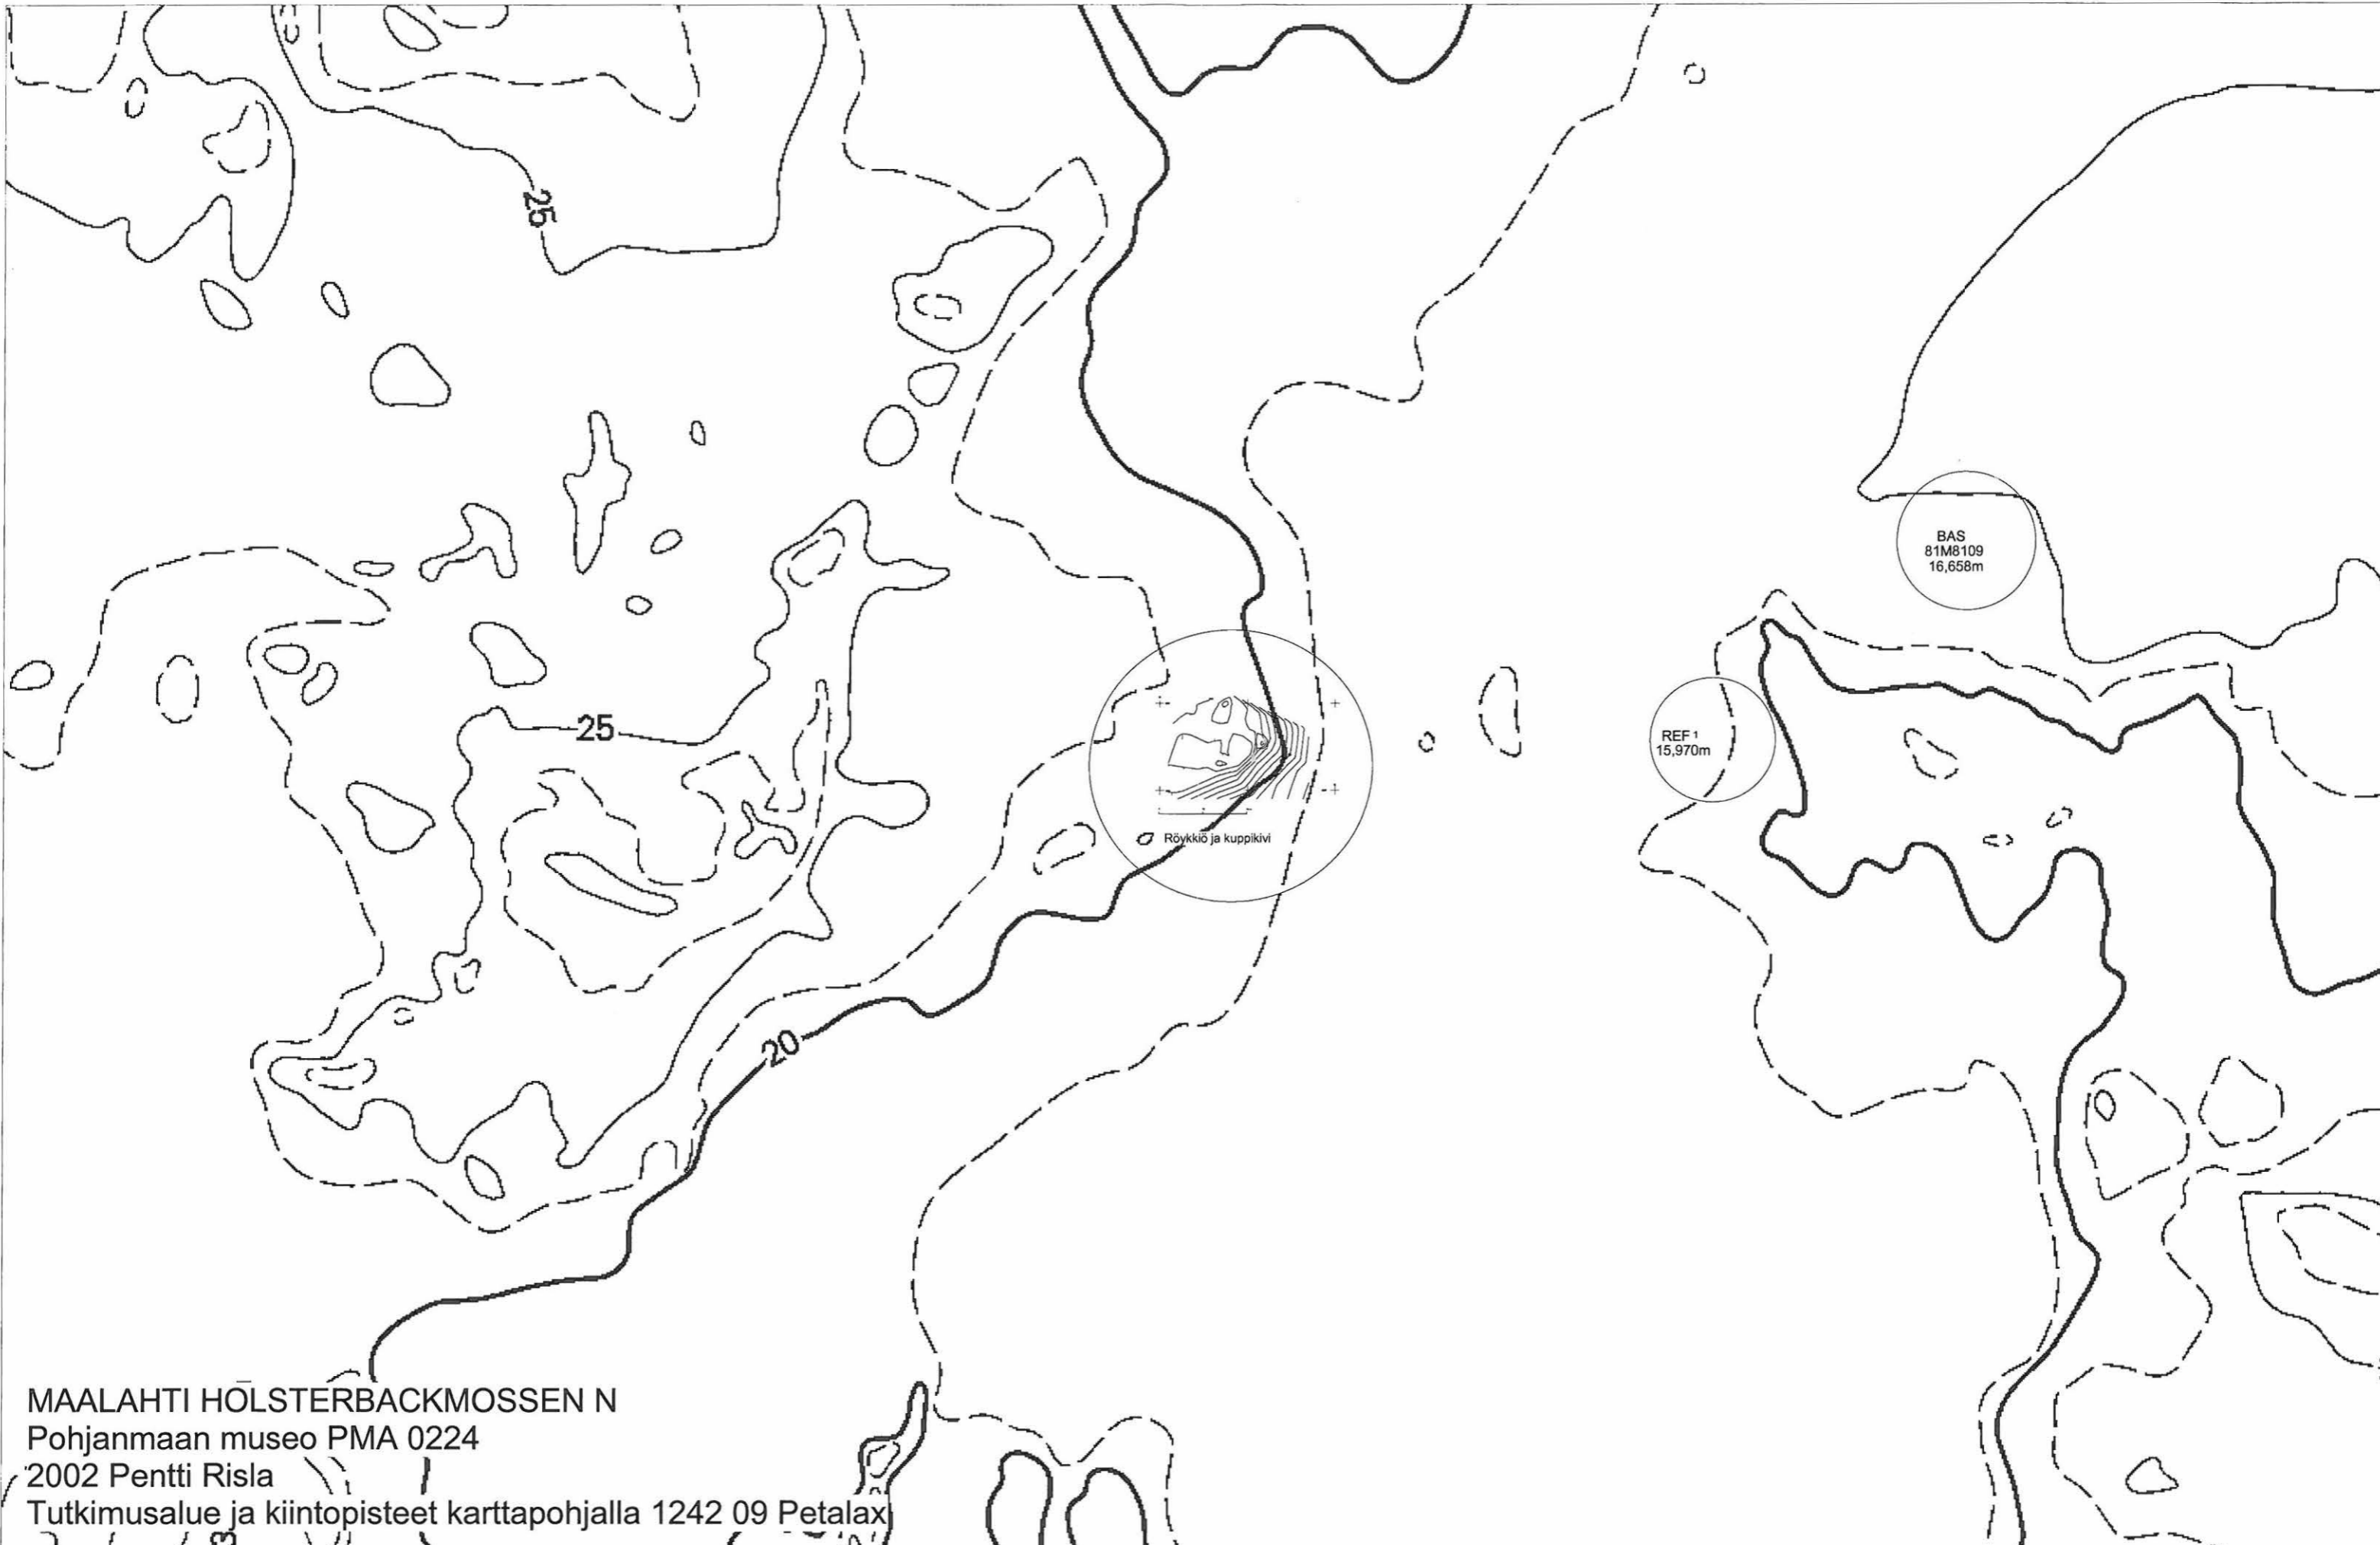 25
BAS
81M8109
16,658m
25
REF 1
15,970m
Röykkiö ja kuppikivi
20
MAALAHTI HÖLSTERBACKMOSSEN N
Pohjanmaan museo PMA 0224
2002 Pentti Risla
Tutkimusalue ja kiintopisteet karttapohjalla 1242 09 Petalax